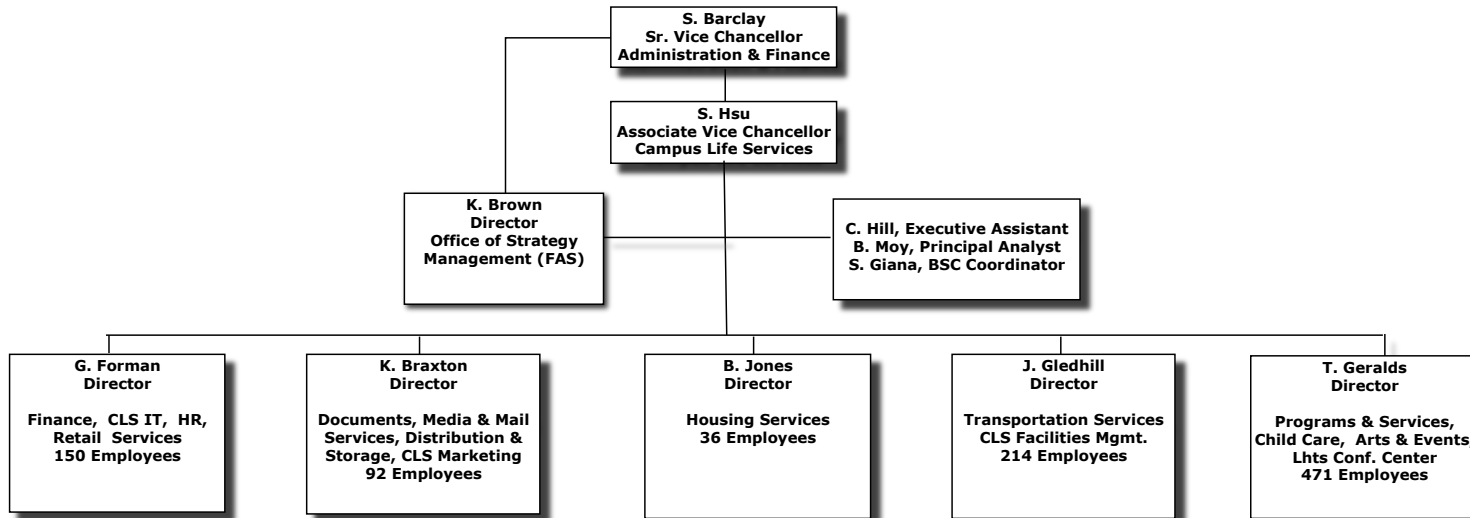 S. Barclay
Sr. Vice Chancellor
Administration & Finance
S. Hsu
Associate Vice Chancellor
Campus Life Services
K. Brown
Director
Office of Strategy
Management (FAS)
C. Hill, Executive Assistant
B. Moy, Principal Analyst
S. Giana, BSC Coordinator
G. Forman
Director
Finance, CLS IT, HR,
Retail Services
150 Employees
K. Braxton
Director
Documents, Media & Mail
Services, Distribution &
Storage, CLS Marketing
92 Employees
B. Jones
Director
Housing Services
36 Employees
J. Gledhill
Director
Transportation Services
CLS Facilities Mgmt.
214 Employees
T. Geralds
Director
Programs & Services,
Child Care, Arts & Events,
Lhts Conf. Center
471 Employees